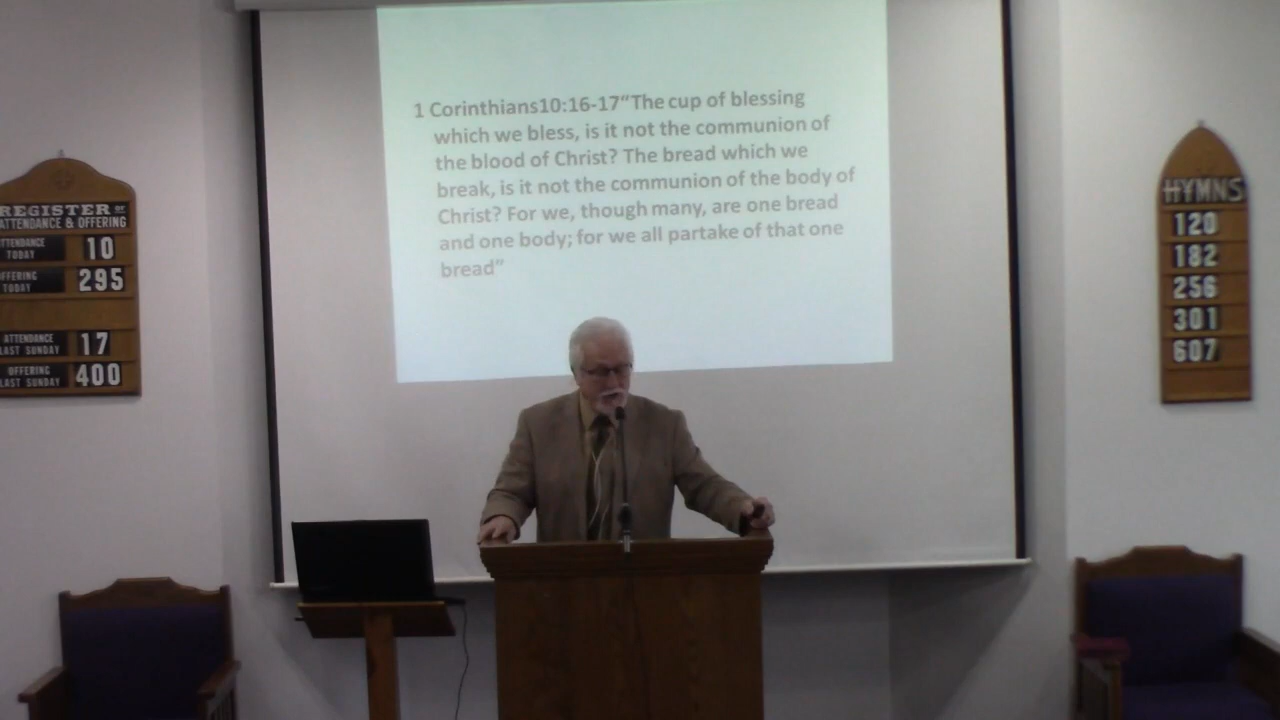 1 Corinthians10:16-17"The cup of blessing
which we bless, is it not the communion of
the blood of Christ? The bread which we
break, is it not the communion of the body of
Christ? For we, though many, are one bread
and one body; for we all partake of that one
bread"
REGISTER OF
ATTENDANCE & OFFERING
ATTENDANCE
TODAY
10
OFFERING
TODAY
295
ATTENDANCE
LAST SUNDAY
17
OFFERING
LAST SUNDAY
400
HYMNS
120
182
256
301
607